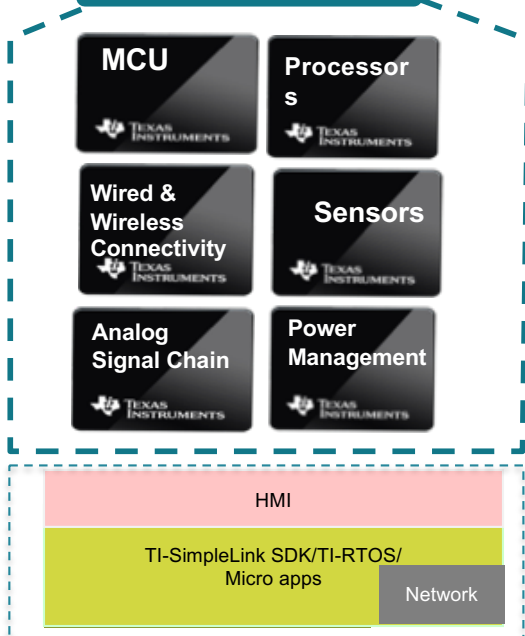 MCU
TEXAS
INSTRUMENTS
Processor
s
TEXAS
INSTRUMENTS
Wired &
Wireless
Connectivity
TEXAS
INSTRUMENTS
Sensors
TEXAS
INSTRUMENTS
Analog
Signal Chain
TEXAS
INSTRUMENTS
Power
Management
TEXAS
INSTRUMENTS
HMI
TI-SimpleLink SDK/TI-RTOS/
Micro apps
Network